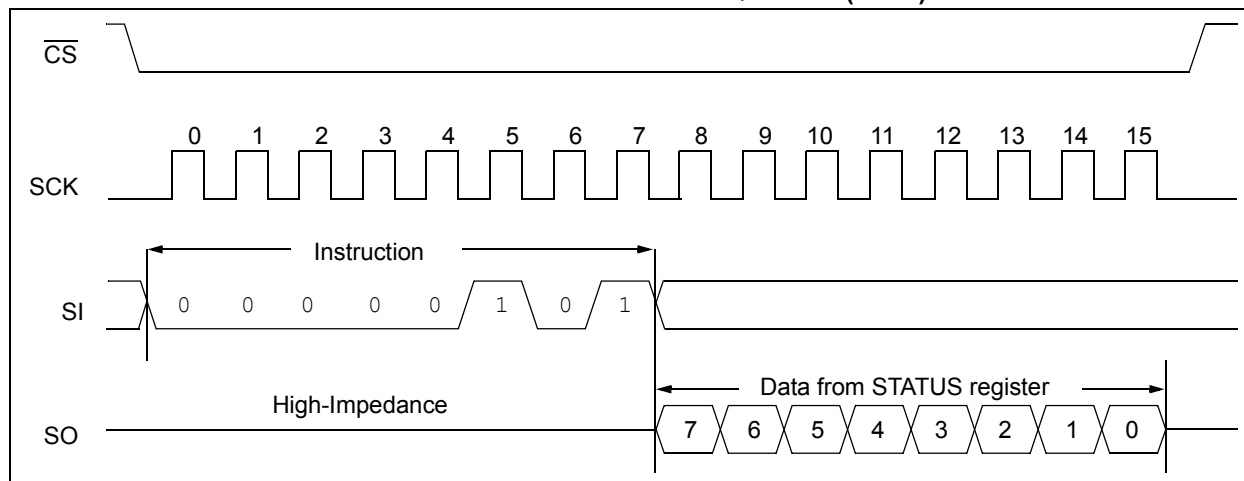 CS
0 1 2 3 4 5 6 7 8 9 10 11 12 13 14 15
SCK
Instruction
SI 0 0 0 0 0 1 0 1
Data from STATUS register
High-Impedance
SO 7 6 5 4 3 2 1 0